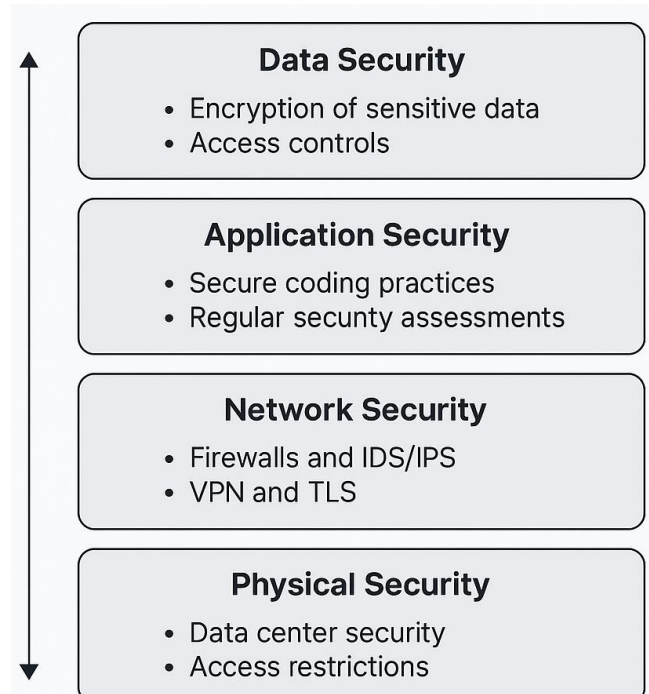 Data Security
• Encryption of sensitive data
• Access controls
Application Security
• Secure coding practices
• Regular secunty assessments
Network Security
• Firewalls and IDS/IPS
• VPN and TLS
Physical Security
• Data center security
• Access restrictions